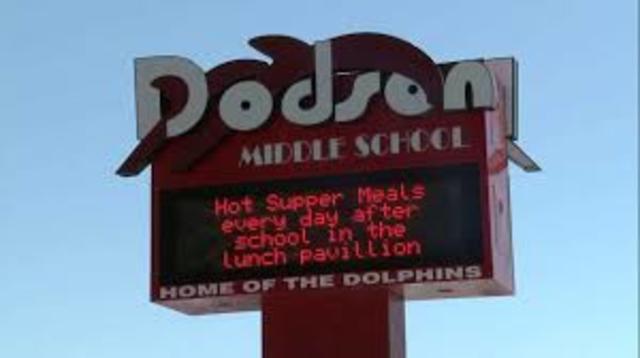 Dodson
MIDDLE SCHOOL
Hot Supper Meals
every day after
school in the
lunch pavillion
HOME OF THE DOLPHINS